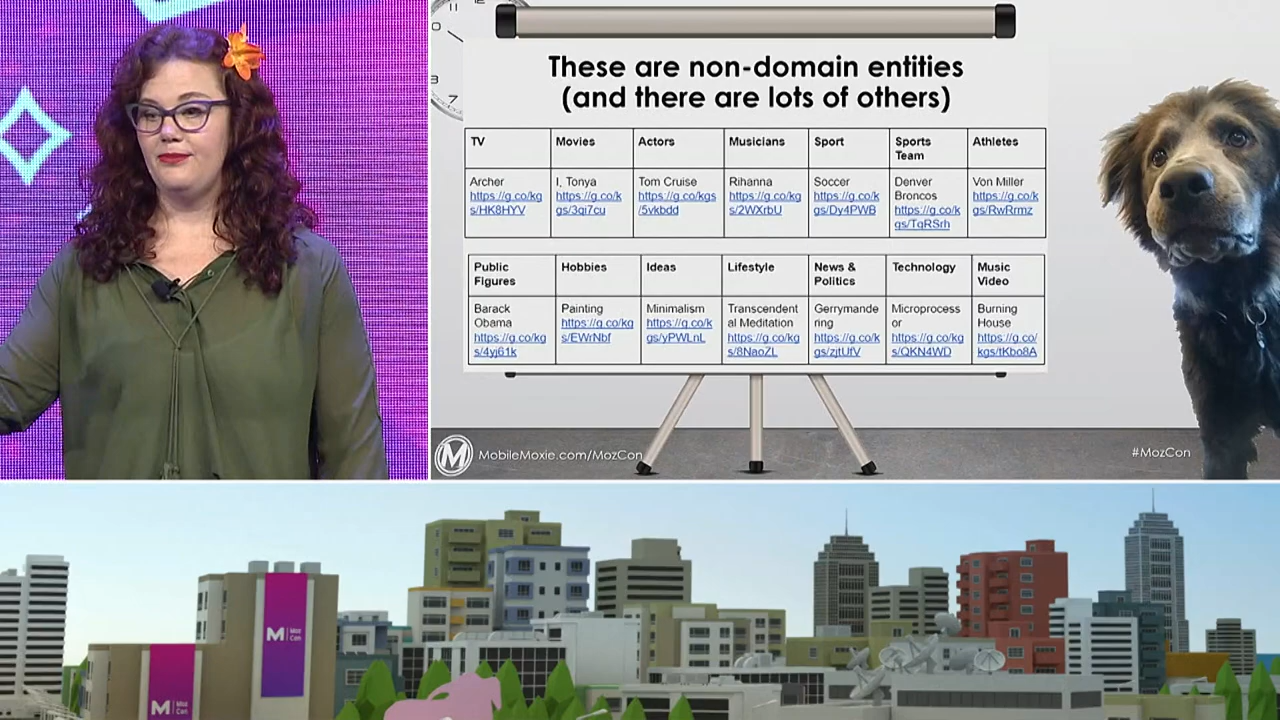 These are non-domain entities
(and there are lots of others)
TV
Movies
Actors
Musicians
Sport
Sports
Team
Athletes
Archer
https://g.co/kg
s/HK8HYV
I, Tonya
https://g.co/k
gs/3qi7cu
Tom Cruise
https://g.co/kgs
/5vkbdd
Rihanna
https://g.co/kg
s/2WXrbU
Soccer
https://g.co/k
gs/Dy4PWB
Denver
Broncos
https://g.co/k
gs/TqRSrh
Von Miller
https://g.co/k
gs/RwRrmz
Public
Figures
Hobbies
Ideas
Lifestyle
News &
Politics
Technology
Music
Video
Barack
Obama
https://g.co/kg
s/4yj61k
Painting
https://g.co/kg
s/EWrNbf
Minimalism
https://g.co/k
gs/yPWLnL
Transcendent
al Meditation
https://g.co/kg
s/8NaoZL
Gerrymande
ring
https://g.co/k
gs/zjtUfV
Microprocess
or
https://g.co/kg
s/QKN4WD
Burning
House
https://g.co/
kgs/tKbo8A
M MobileMoxie.com/MozCon
#MozCon
M Moz
Con
M Moz
Con